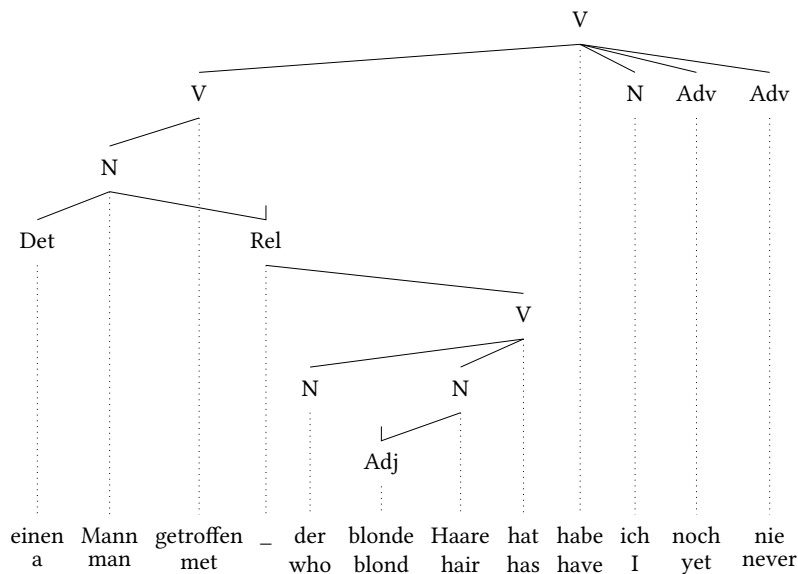 V
V N Adv Adv
N
Det Rel
V
N N
Adj
einen Mann getroffen _ der blonde Haare hat habe ich noch nie
a man met who blond hair has have I yet never